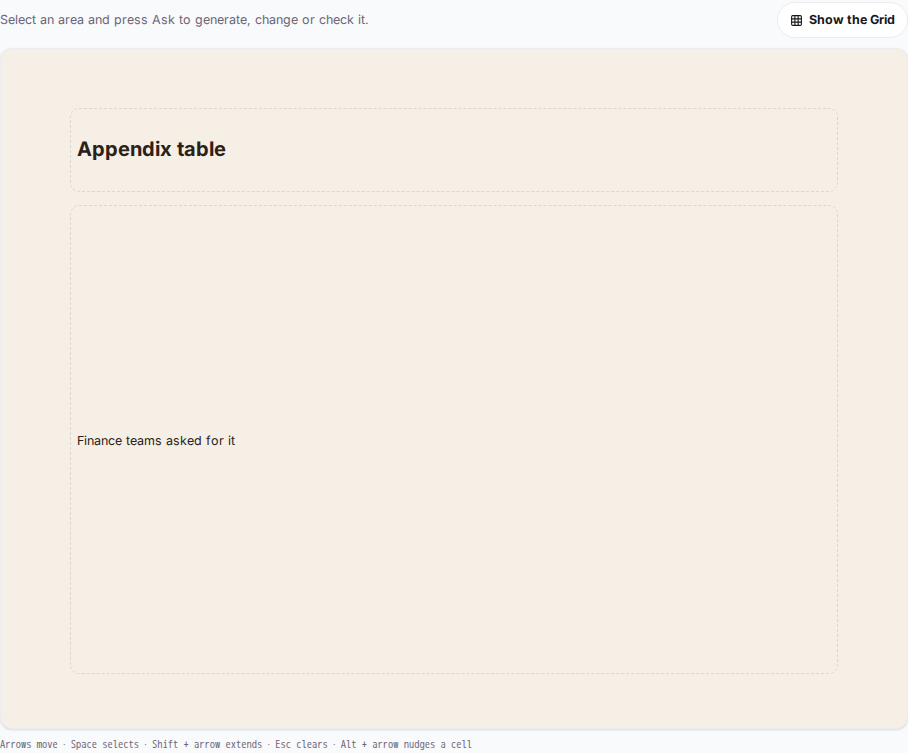 Select an area and press Ask to generate, change or check it.
Show the Grid
Appendix table
Finance teams asked for it
Arrows move · Space selects · Shift + arrow extends · Esc clears · Alt + arrow nudges a cell